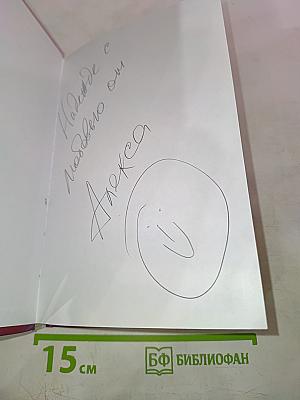 Надежде с
любовью от
Алекса
15 см
БФ БИБЛИОФАН